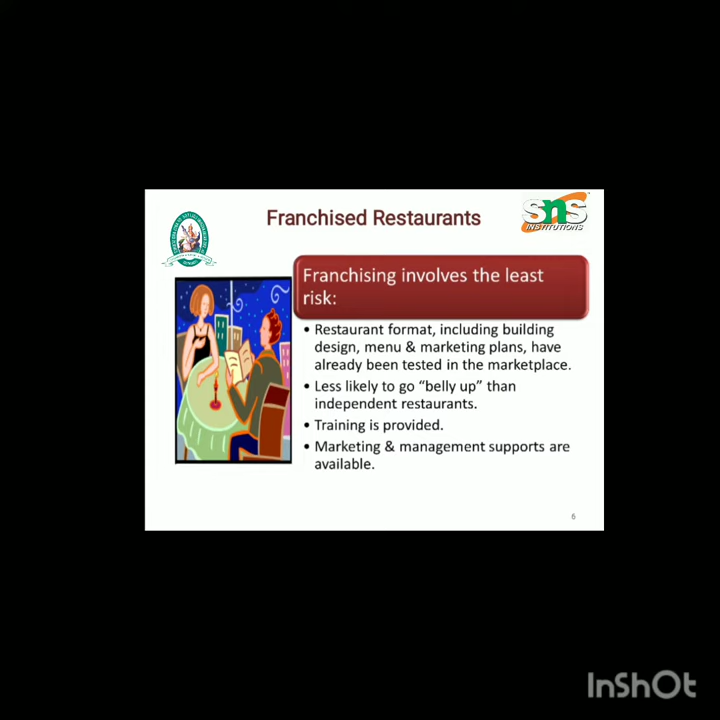 Franchised Restaurants
SnS
INSTITUTIONS
Franchising involves the least
risk:
• Restaurant format, including building
design, menu & marketing plans, have
already been tested in the marketplace.
• Less likely to go “belly up” than
independent restaurants.
• Training is provided.
• Marketing & management supports are
available.
6
InShOt